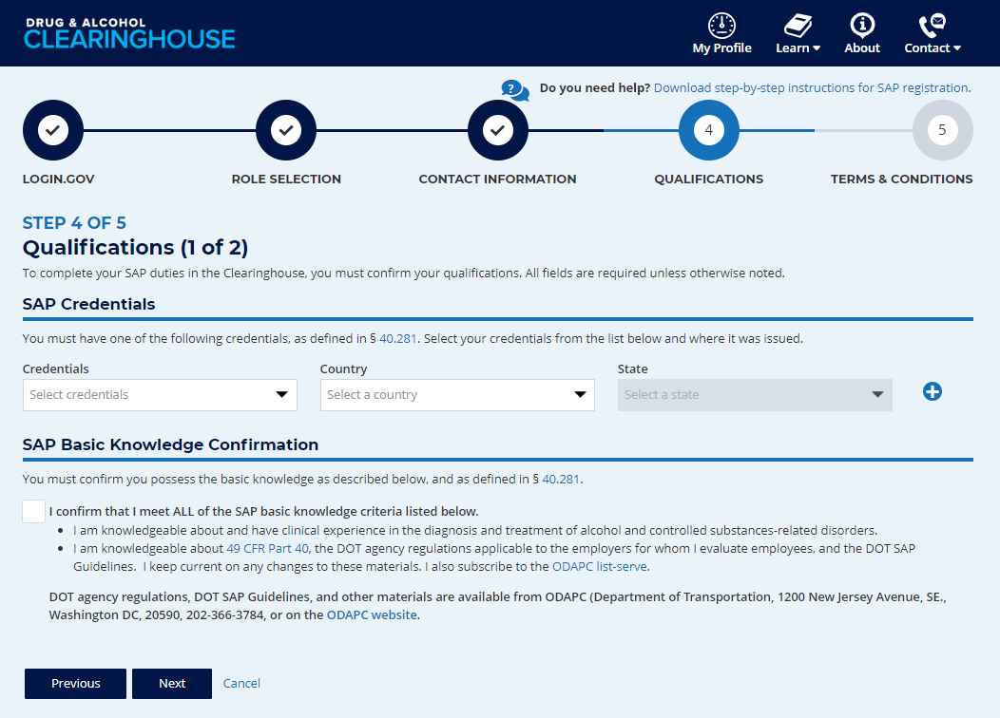 DRUG & ALCOHOL
CLEARINGHOUSE
My Profile
Learn
About
Contact
Do you need help? Download step-by-step instructions for SAP registration.
4
5
LOGIN.GOV
ROLE SELECTION
CONTACT INFORMATION
QUALIFICATIONS
TERMS & CONDITIONS
STEP 4 OF 5
Qualifications (1 of 2)
To complete your SAP duties in the Clearinghouse, you must confirm your qualifications. All fields are required unless otherwise noted.
SAP Credentials
You must have one of the following credentials, as defined in § 40.281. Select your credentials from the list below and where it was issued.
Credentials
Country
State
Select credentials
Select a country
Select a state
SAP Basic Knowledge Confirmation
You must confirm you possess the basic knowledge as described below, and as defined in § 40.281.
I confirm that I meet ALL of the SAP basic knowledge criteria listed below.
• I am knowledgeable about and have clinical experience in the diagnosis and treatment of alcohol and controlled substances-related disorders.
• I am knowledgeable about 49 CFR Part 40, the DOT agency regulations applicable to the employers for whom I evaluate employees, and the DOT SAP
Guidelines. I keep current on any changes to these materials. I also subscribe to the ODAPC list-serve.
DOT agency regulations, DOT SAP Guidelines, and other materials are available from ODAPC (Department of Transportation, 1200 New Jersey Avenue, SE.,
Washington DC, 20590, 202-366-3784, or on the ODAPC website.
Previous
Next
Cancel